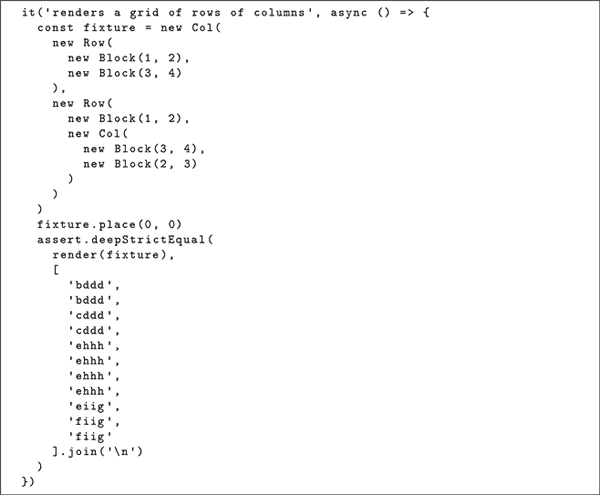 it('renders a grid of rows of columns', async () => {
  const fixture = new Col(
    new Row(
      new Block(1, 2),
      new Block(3, 4)
    ),
    new Row(
      new Block(1, 2),
      new Col(
        new Block(3, 4),
        new Block(2, 3)
      )
    )
  )
  fixture.place(0, 0)
  assert.deepStrictEqual(
    render(fixture),
    [
      'bddd',
      'bddd',
      'cddd',
      'cddd',
      'ehhh',
      'ehhh',
      'ehhh',
      'ehhh',
      'eiig',
      'fiig',
      'fiig'
    ].join('\n')
  )
})